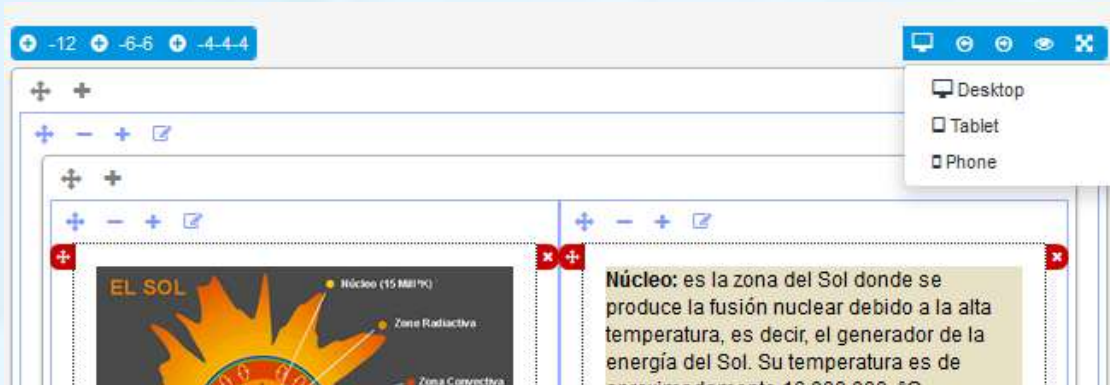 -12 -6-6 -4-4-4
Desktop
Tablet
Phone
EL SOL
Núcleo (15 Mill°K)
Zone Radiactiva
Zona Convectiva
Núcleo: es la zona del Sol donde se
produce la fusión nuclear debido a la alta
temperatura, es decir, el generador de la
energía del Sol. Su temperatura es de